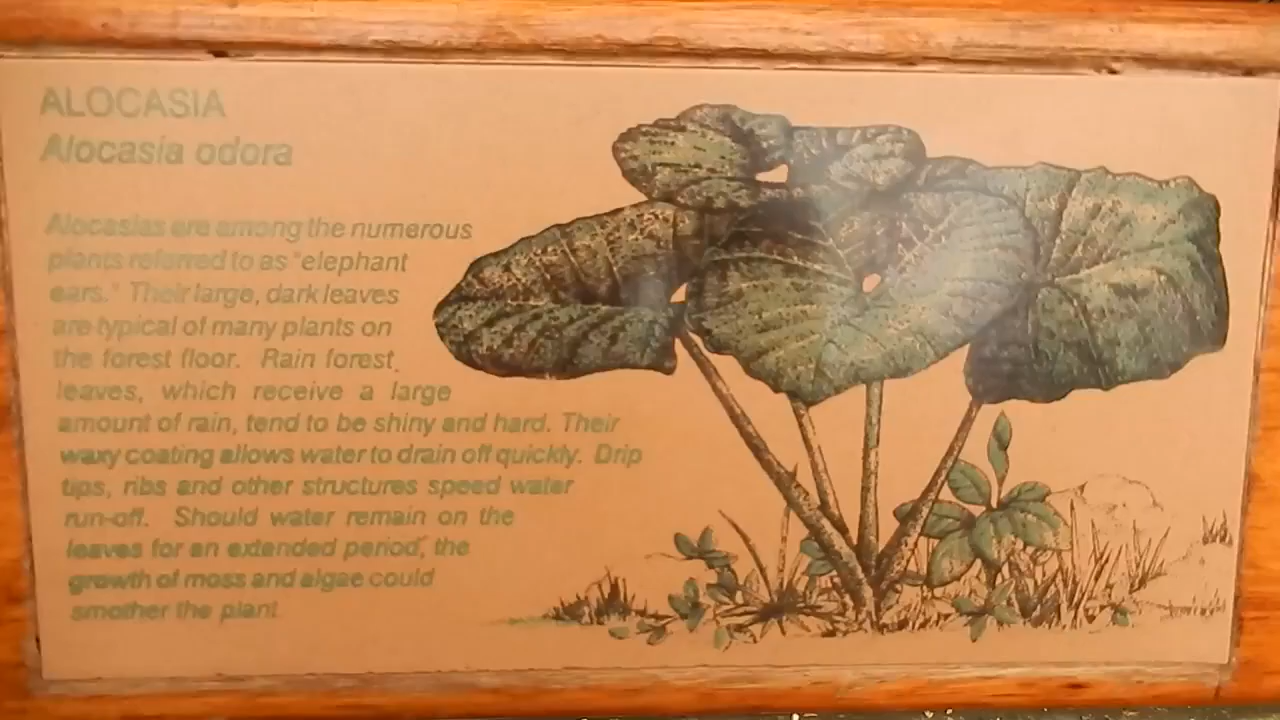 ALOCASIA
Alocasia odora
Alocasias are among the numerous
plants referred to as "elephant
ears." Their large, dark leaves
are typical of many plants on
the forest floor. Rain forest
leaves, which receive a large
amount of rain, tend to be shiny and hard. Their
waxy coating allows water to drain off quickly. Drip
tips, ribs and other structures speed water
run-off. Should water remain on the
leaves for an extended period, the
growth of moss and algae could
smother the plant.